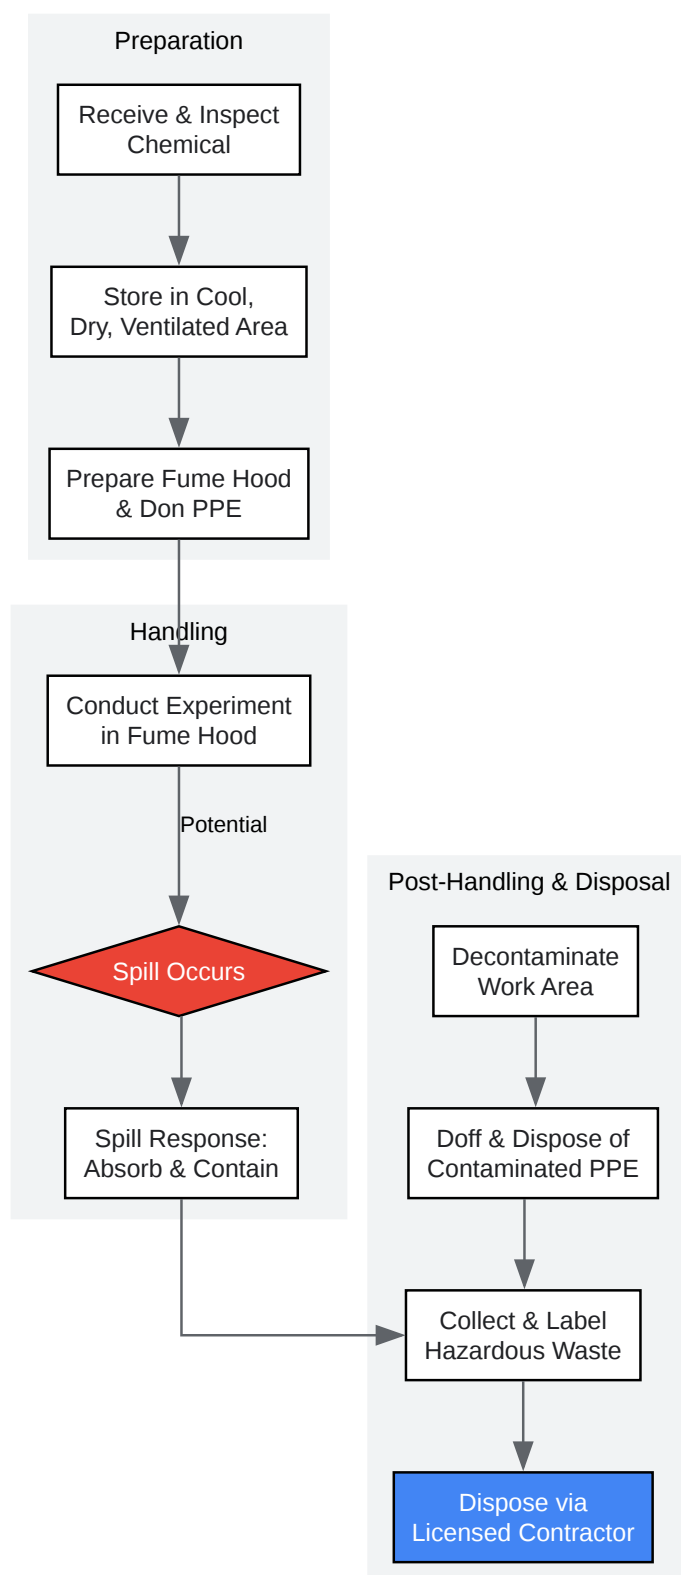 Preparation
Receive & Inspect
Chemical
Store in Cool,
Dry, Ventilated Area
Prepare Fume Hood
& Don PPE
Handling
Conduct Experiment
in Fume Hood
Potential
Spill Occurs
Spill Response:
Absorb & Contain
Post-Handling & Disposal
Decontaminate
Work Area
Doff & Dispose of
Contaminated PPE
Collect & Label
Hazardous Waste
Dispose via
Licensed Contractor